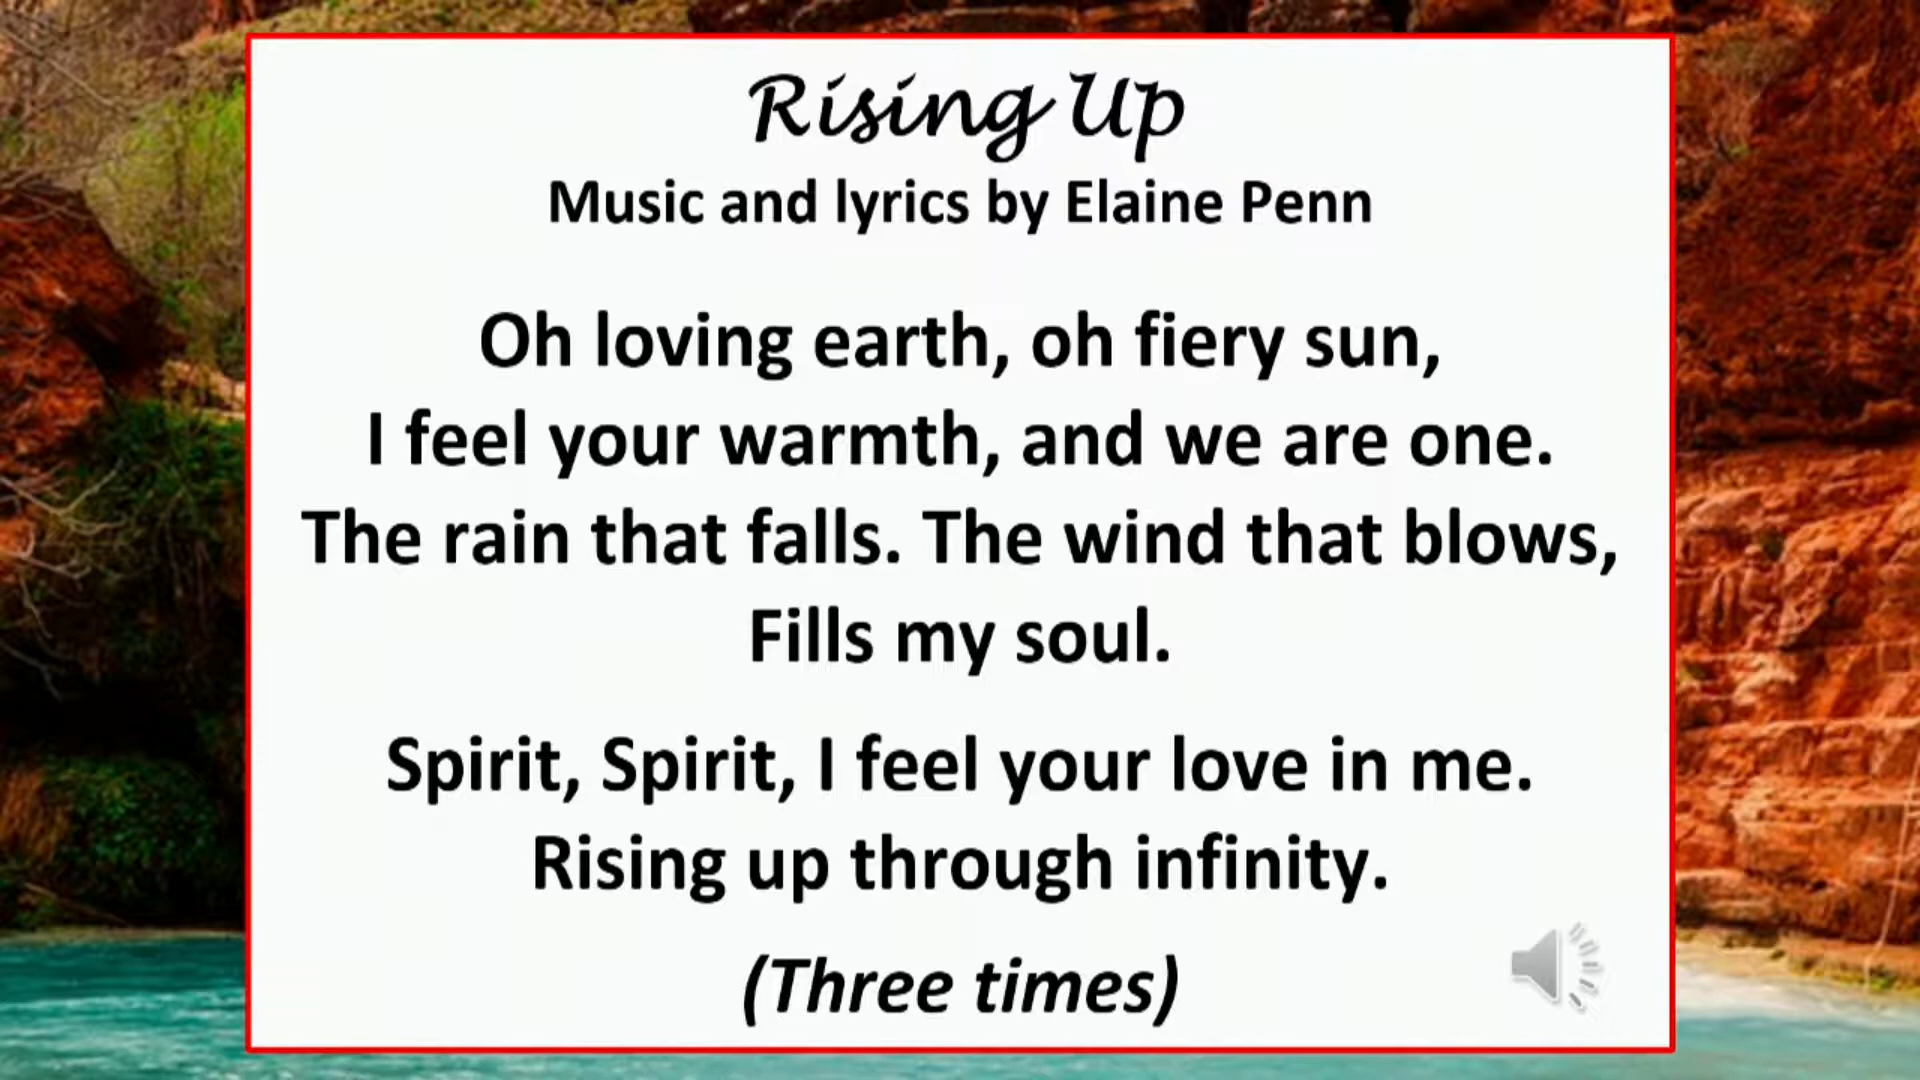 Rising Up
Music and lyrics by Elaine Penn
Oh loving earth, oh fiery sun,
I feel your warmth, and we are one.
The rain that falls. The wind that blows,
Fills my soul.
Spirit, Spirit, I feel your love in me.
Rising up through infinity.
(Three times)